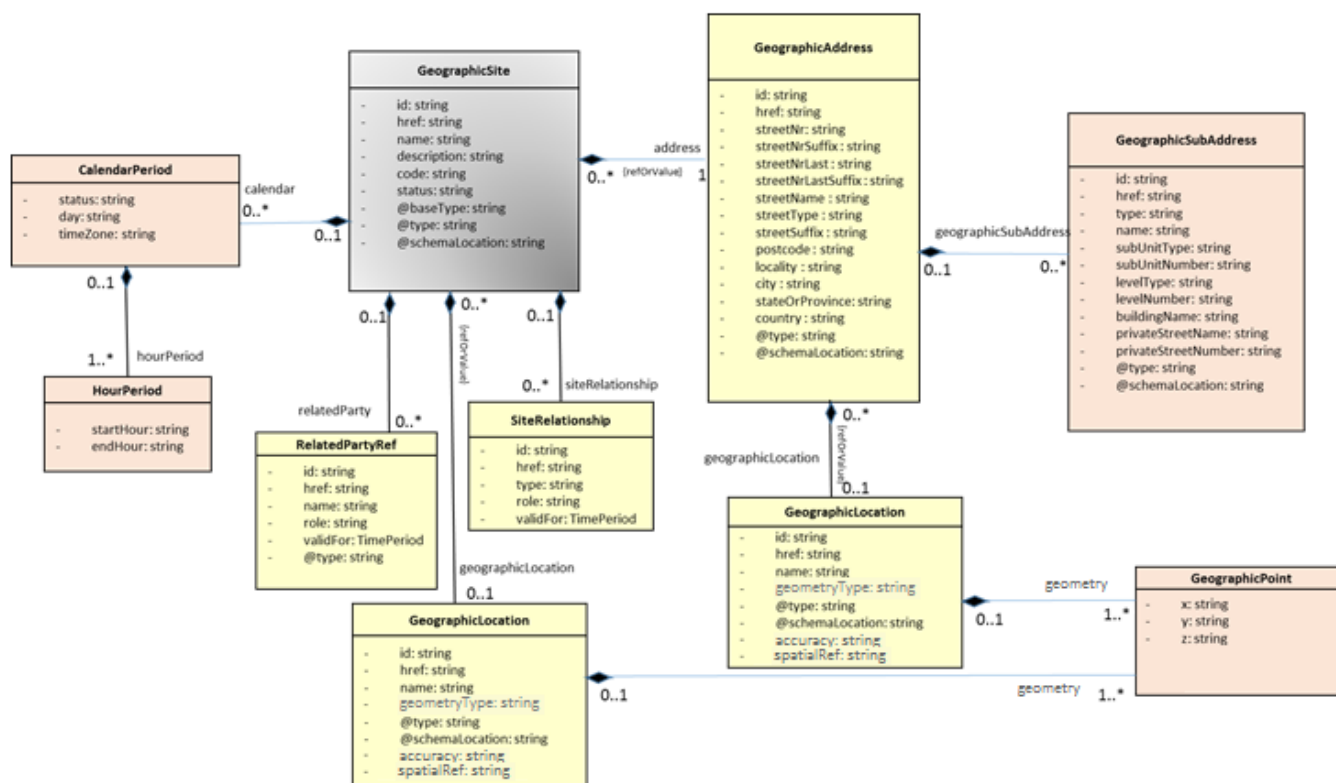 GeographicAddress
- id: string
- href: string
- streetNr: string
- streetNrSuffix : string
- streetNrLast : string
- streetNrLastSuffix: string
- streetName : string
- streetType : string
- streetSuffix : string
- postcode : string
- locality : string
- city : string
- stateOrProvince: string
- country : string
- @type: string
- @schemaLocation: string
GeographicSite
- id: string
- href: string
- name: string
- description: string
- code: string
- status: string
- @baseType: string
- @type: string
- @schemaLocation: string
address
0..*
[refOrValue]
1
GeographicSubAddress
- id: string
- href: string
- type: string
- name: string
- subUnitType: string
- subUnitNumber: string
- levelType: string
- levelNumber: string
- buildingName: string
- privateStreetName: string
- privateStreetNumber: string
- @type: string
- @schemaLocation: string
geographicSubAddress
0..1
0..*
CalendarPeriod
- status: string
- day: string
- timeZone: string
calendar
0..*
0..1
0..1
hourPeriod
1..*
HourPeriod
- startHour: string
- endHour: string
0..1
relatedParty
0..*
RelatedPartyRef
- id: string
- href: string
- name: string
- role: string
- validFor: TimePeriod
- @type: string
0..*
[refOrValue]
geographicLocation
0..1
0..1
0..*
siteRelationship
SiteRelationship
- id: string
- href: string
- type: string
- role: string
- validFor: TimePeriod
0..*
[refOrValue]
geographicLocation
0..1
GeographicLocation
- id: string
- href: string
- name: string
- geometryType: string
- @type: string
- @schemaLocation: string
- accuracy: string
- spatialRef: string
geometry
0..1
1..*
GeographicPoint
- x: string
- y: string
- z: string
GeographicLocation
- id: string
- href: string
- name: string
- geometryType: string
- @type: string
- @schemaLocation: string
- accuracy: string
- spatialRef: string
0..1
geometry
1..*